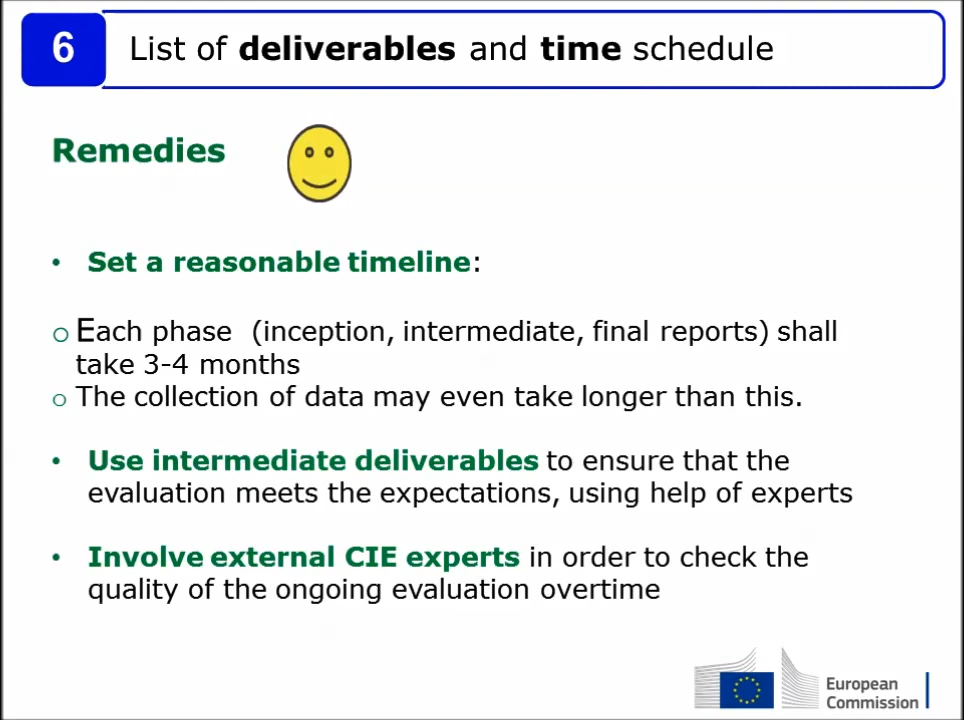 6
List of deliverables and time schedule
Remedies
• Set a reasonable timeline:
o Each phase (inception, intermediate, final reports) shall
take 3-4 months
o The collection of data may even take longer than this.
• Use intermediate deliverables to ensure that the
evaluation meets the expectations, using help of experts
• Involve external CIE experts in order to check the
quality of the ongoing evaluation overtime
European
Commission